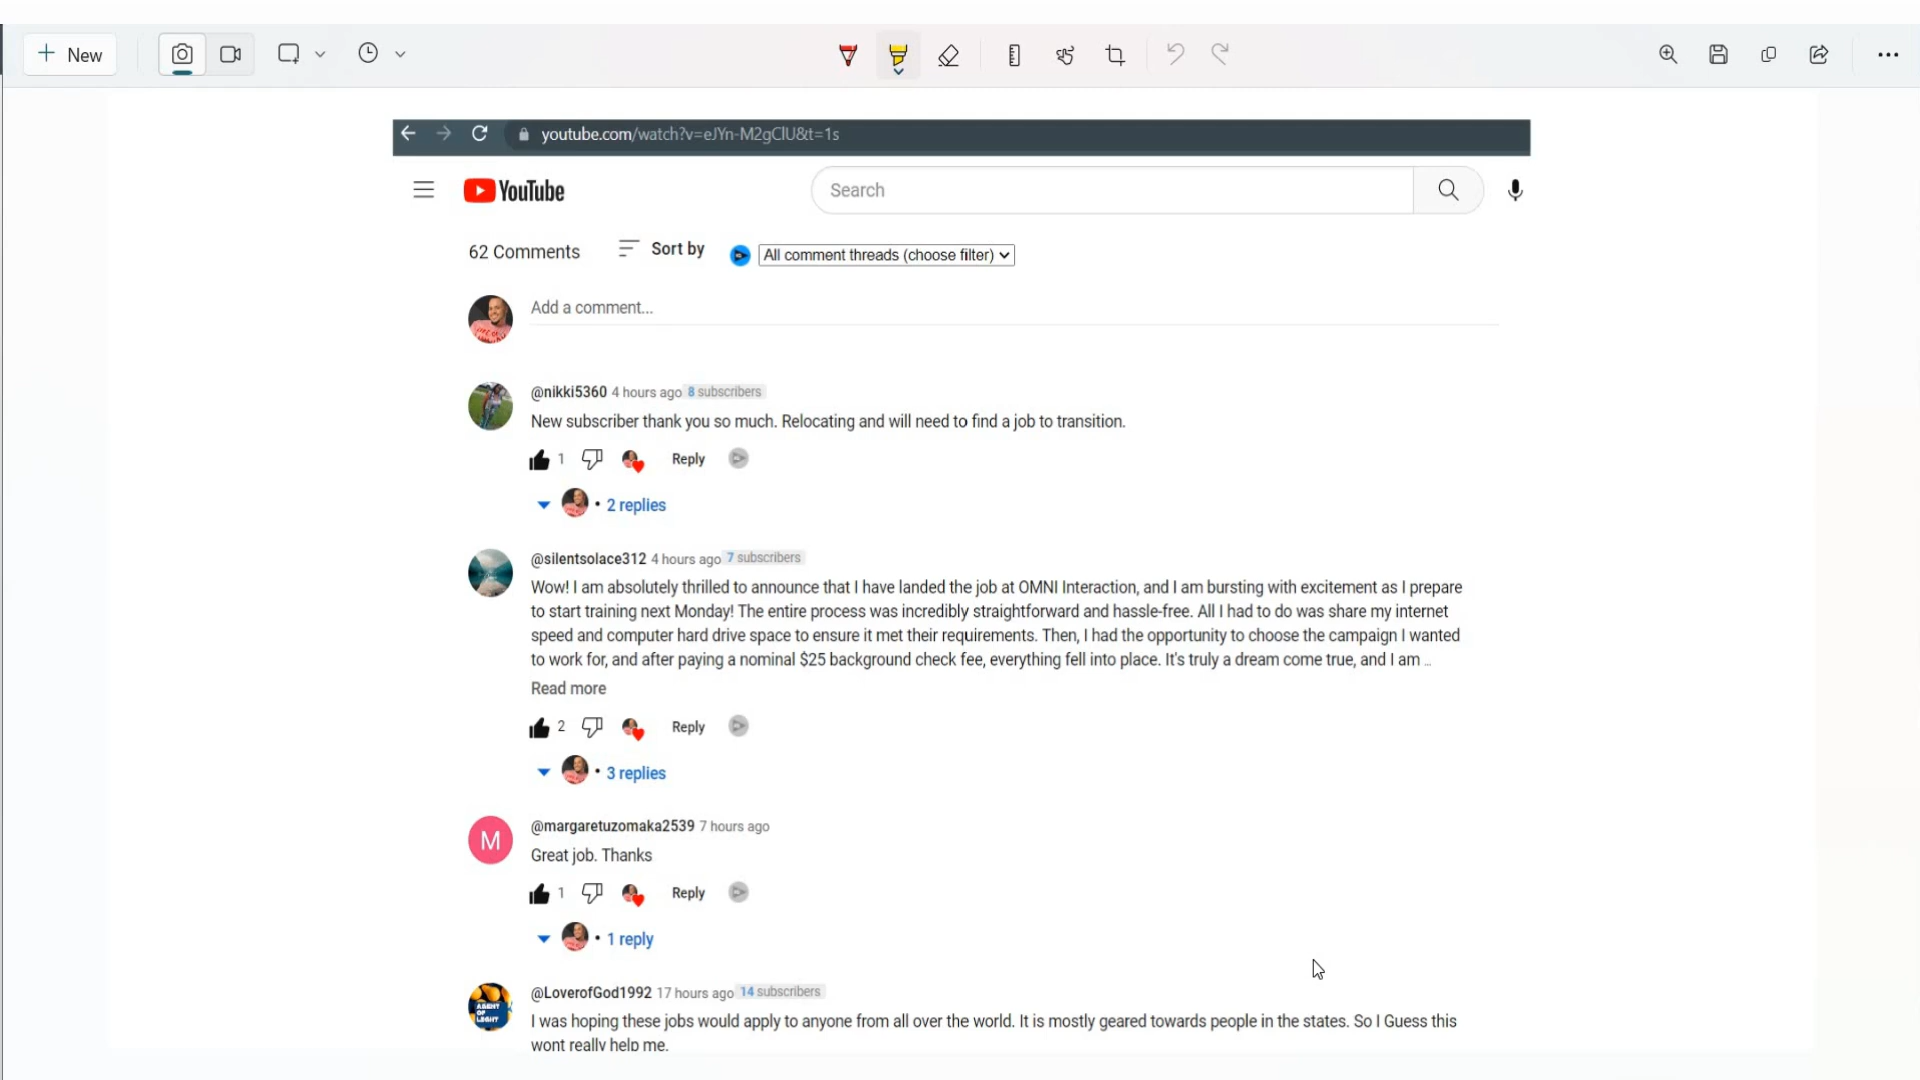 New
youtube.com/watch?v=eJYn-M2gClU&t=1s
YouTube
Search
62 Comments
Sort by
All comment threads (choose filter)
Add a comment...
@nikki5360 4 hours ago 8 subscribers
New subscriber thank you so much. Relocating and will need to find a job to transition.
1
Reply
• 2 replies
@silentsolace312 4 hours ago 7 subscribers
Wow! I am absolutely thrilled to announce that I have landed the job at OMNI Interaction, and I am bursting with excitement as I prepare
to start training next Monday! The entire process was incredibly straightforward and hassle-free. All I had to do was share my internet
speed and computer hard drive space to ensure it met their requirements. Then, I had the opportunity to choose the campaign I wanted
to work for, and after paying a nominal $25 background check fee, everything fell into place. It's truly a dream come true, and I am ...
Read more
2
Reply
• 3 replies
M
@margaretuzomaka2539 7 hours ago
Great job. Thanks
1
Reply
• 1 reply
AGENT
OF
LIGHT
@LoverofGod1992 17 hours ago 14 subscribers
I was hoping these jobs would apply to anyone from all over the world. It is mostly geared towards people in the states. So I Guess this
wont really help me.